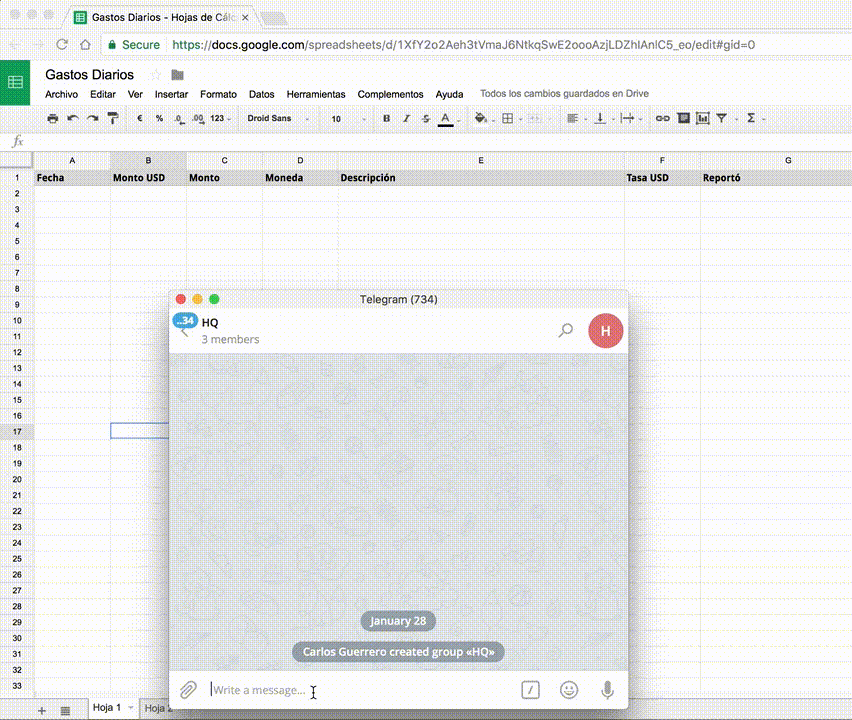 Gastos Diarios - Hojas de Cálc
Secure https://docs.google.com/spreadsheets/d/1XfY2o2Aeh3tVmaJ6NtkqSwE2oooAzjLDZhIAnIC5_eo/edit#gid=0
Gastos Diarios
Archivo Editar Ver Insertar Formato Datos Herramientas Complementos Ayuda Todos los cambios guardados en Drive
€ % .0 .00 123 Droid Sans 10 B I S A Σ
fx
A B C D E F G
1 Fecha Monto USD Monto Moneda Descripción Tasa USD Reportó
2
3
4
5
6
7
8
9
10
11
12
13
14
15
16
17
18
19
20
21
22
23
24
25
26
27
28
29
30
31
32
33
Telegram (734)
..34 HQ
3 members
H
January 28
Carlos Guerrero created group «HQ»
Write a message...
Hoja 1 Hoja